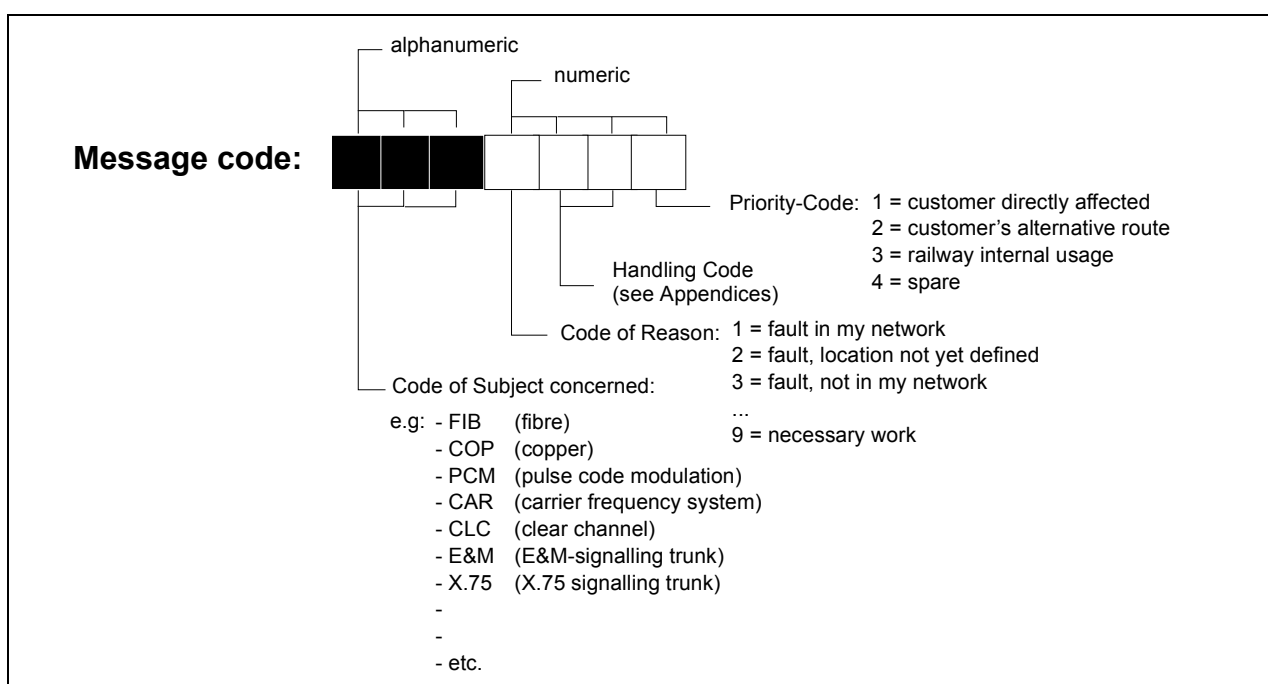 alphanumeric
numeric
Message code:
Priority-Code: 1 = customer directly affected
2 = customer's alternative route
3 = railway internal usage
4 = spare
Handling Code
(see Appendices)
Code of Reason: 1 = fault in my network
2 = fault, location not yet defined
3 = fault, not in my network
...
9 = necessary work
Code of Subject concerned:
e.g: - FIB (fibre)
- COP (copper)
- PCM (pulse code modulation)
- CAR (carrier frequency system)
- CLC (clear channel)
- E&M (E&M-signalling trunk)
- X.75 (X.75 signalling trunk)
-
-
- etc.